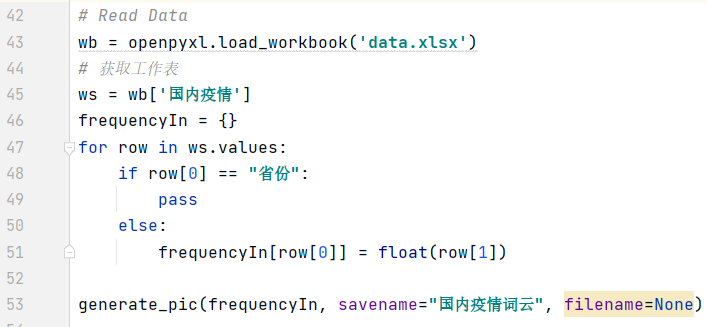 42 # Read Data
43 wb = openpyxl.load_workbook('data.xlsx')
44 # 获取工作表
45 ws = wb['国内疫情']
46 frequencyIn = {}
47 for row in ws.values:
48     if row[0] == "省份":
49         pass
50     else:
51         frequencyIn[row[0]] = float(row[1])
52
53 generate_pic(frequencyIn, savename="国内疫情词云", filename=None)